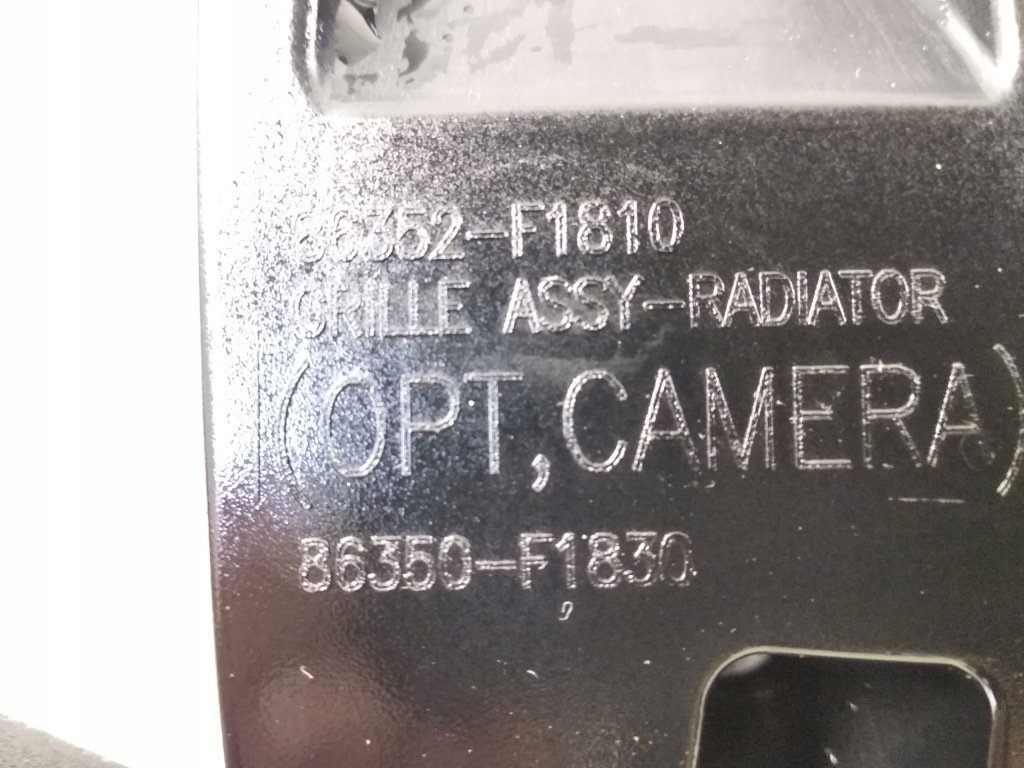 86352-F1810
GRILLE ASSY-RADIATOR
(OPT,CAMERA)
86350-F1830